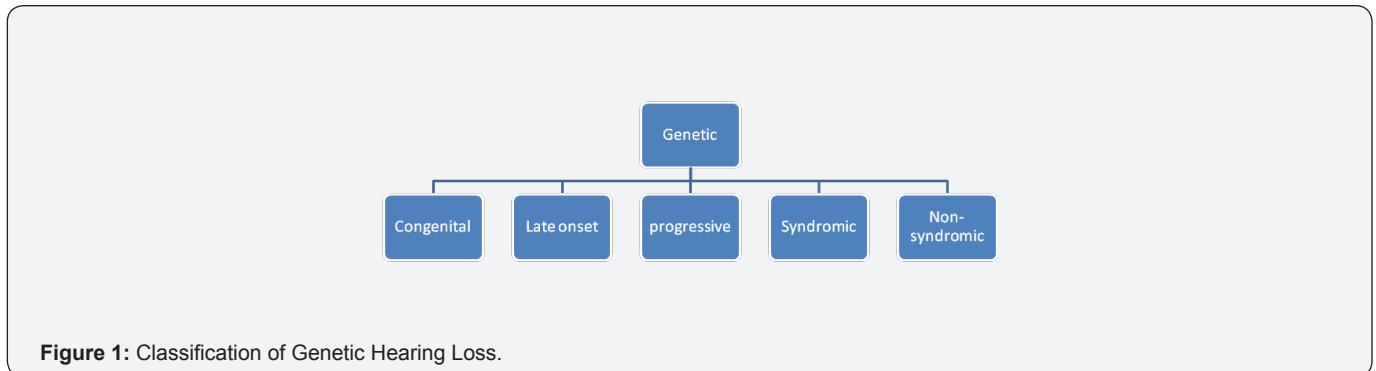 Genetic
Congenital
Late onset
progressive
Syndromic
Non-
syndromic
Figure 1: Classification of Genetic Hearing Loss.